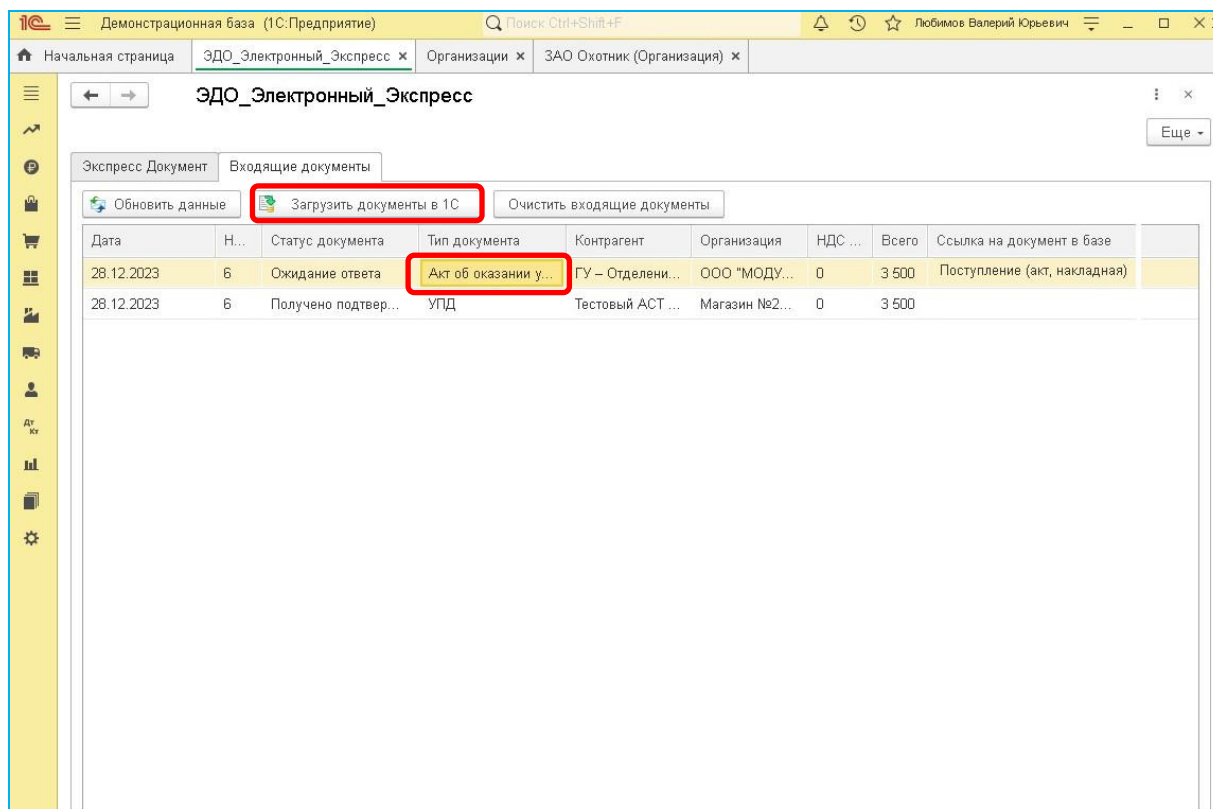 1С Демонстрационная база (1С:Предприятие) Поиск Ctrl+Shift+F Любимов Валерий Юрьевич
Начальная страница ЭДО_Электронный_Экспресс × Организации × ЗАО Охотник (Организация) ×
ЭДО_Электронный_Экспресс
Еще
Экспресс Документ Входящие документы
Обновить данные Загрузить документы в 1С Очистить входящие документы
Дата Н... Статус документа Тип документа Контрагент Организация НДС ... Всего Ссылка на документ в базе
28.12.2023 6 Ожидание ответа Акт об оказании у... ГУ – Отделени... ООО "МОДУ... 0 3 500 Поступление (акт, накладная)
28.12.2023 6 Получено подтвер... УПД Тестовый АСТ ... Магазин №2... 0 3 500
Дт
Кт